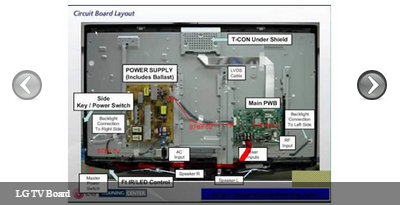 Circuit Board Layout
T-CON Under Shield
POWER SUPPLY
(Includes Ballast)
LVDS
Cable
Side
Key / Power Switch
Main PWB
Backlight
Connection
To Right Side
Backlight
Connection
To Left Side
AC
Input
RF
Input
Inputs
Speaker R
Speaker L
Master
Power
Switch
Ft IR/LED Control
LG TV Board